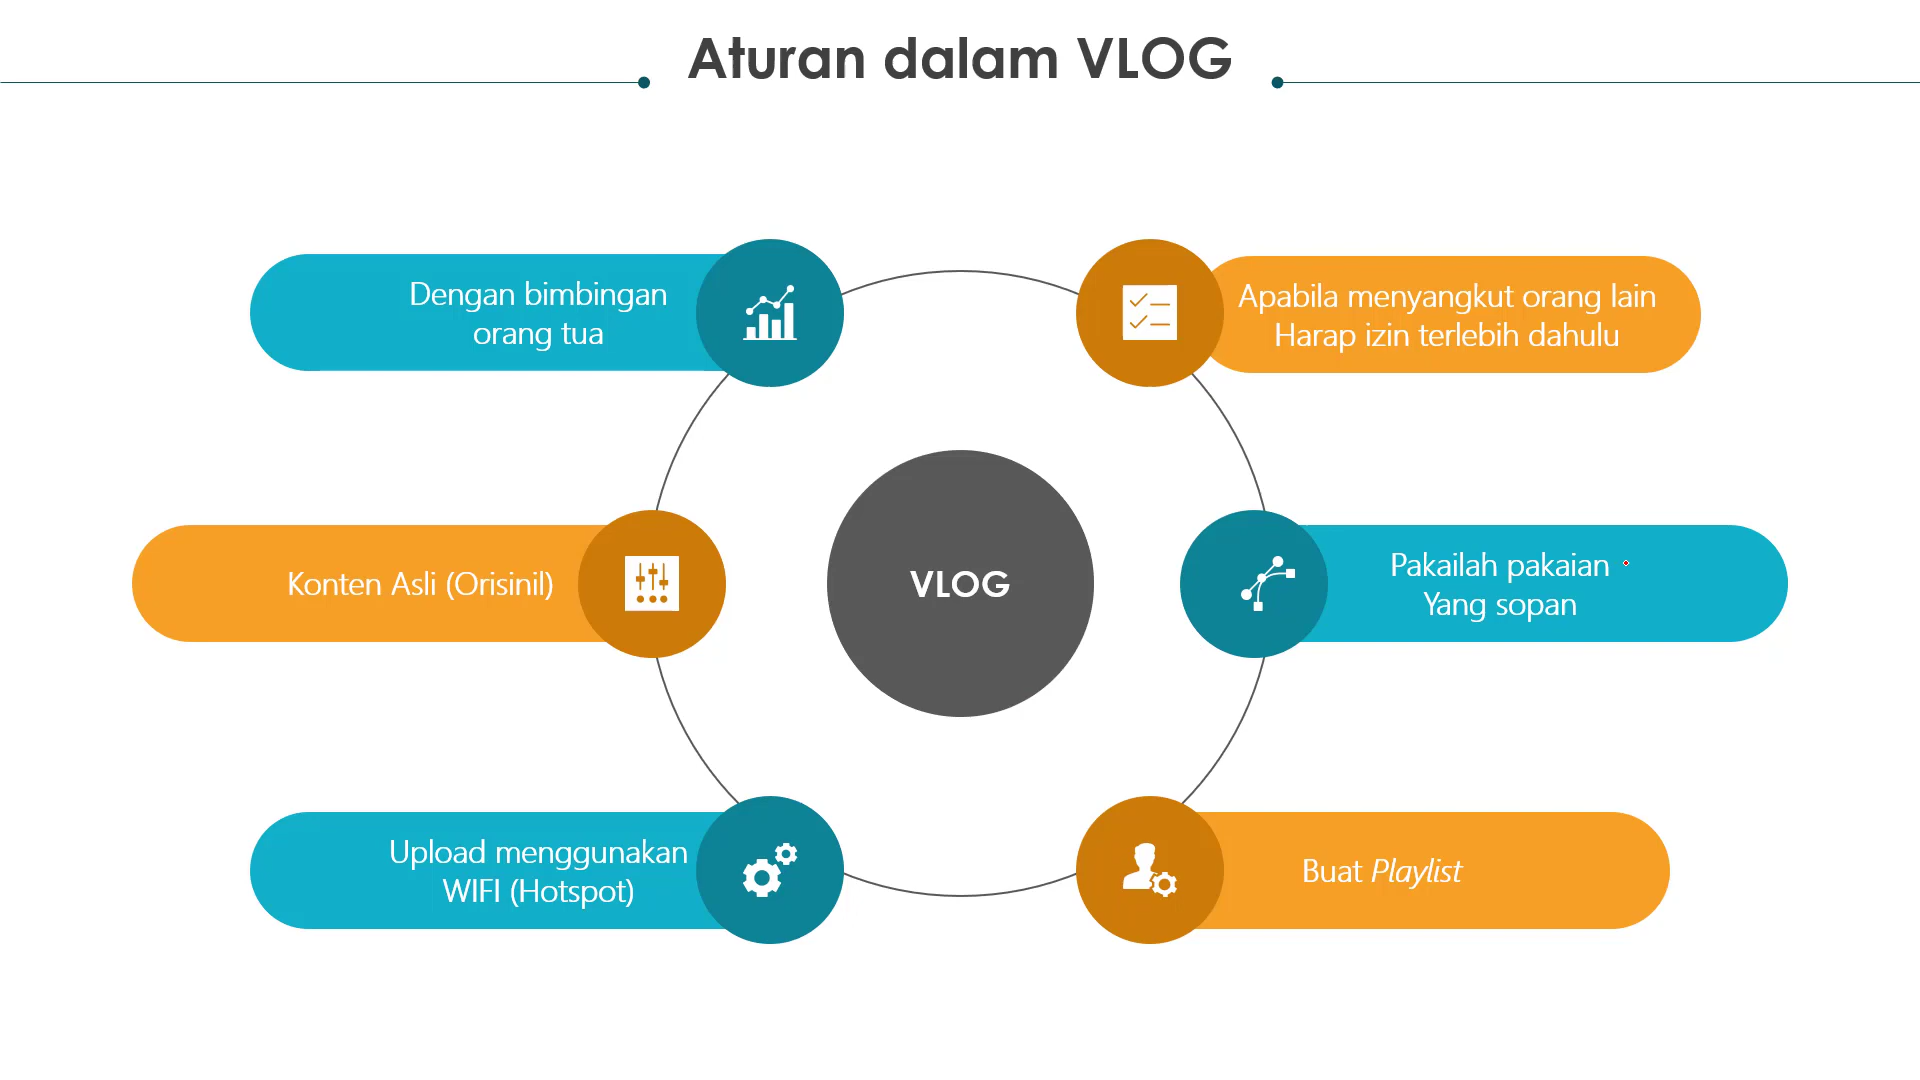 Aturan dalam VLOG
Dengan bimbingan
orang tua
Apabila menyangkut orang lain
Harap izin terlebih dahulu
Konten Asli (Orisinil)
VLOG
Pakailah pakaian
Yang sopan
Upload menggunakan
WIFI (Hotspot)
Buat Playlist